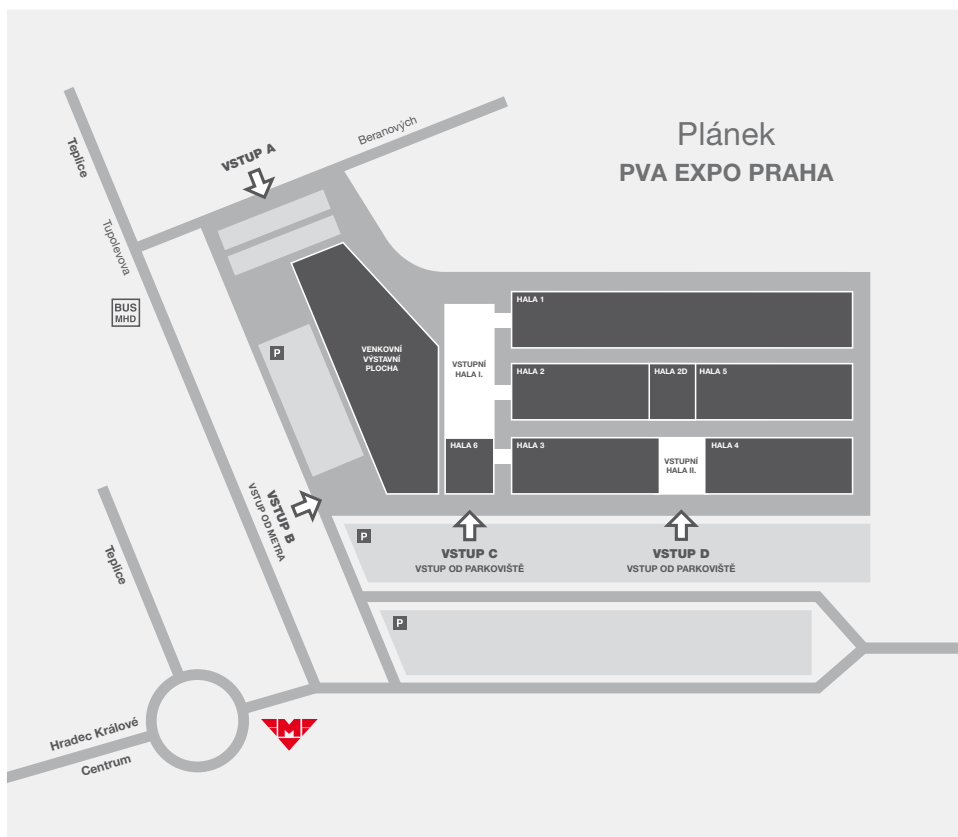 Plánek
PVA EXPO PRAHA
Beranových
VSTUP A
Teplice
Tupolevova
BUS
MHD
P
VENKOVNÍ
VÝSTAVNÍ
PLOCHA
VSTUPNÍ
HALA I.
HALA 1
HALA 2
HALA 2D
HALA 5
HALA 6
HALA 3
VSTUPNÍ
HALA II.
HALA 4
VSTUP B
VSTUP OD METRA
P
VSTUP C
VSTUP OD PARKOVIŠTĚ
VSTUP D
VSTUP OD PARKOVIŠTĚ
Teplice
P
Hradec Králové
Centrum
M